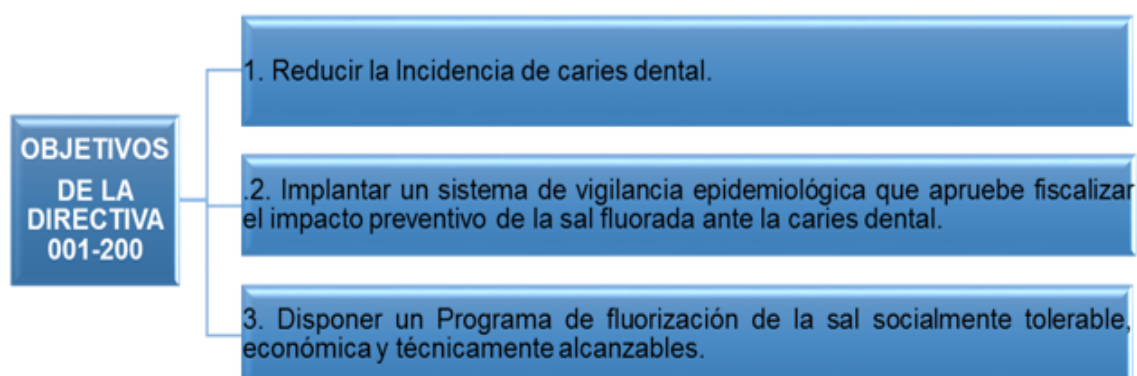 OBJETIVOS
DE LA
DIRECTIVA
001-200
1. Reducir la Incidencia de caries dental.
.2. Implantar un sistema de vigilancia epidemiológica que apruebe fiscalizar
el impacto preventivo de la sal fluorada ante la caries dental.
3. Disponer un Programa de fluorización de la sal socialmente tolerable,
económica y técnicamente alcanzables.